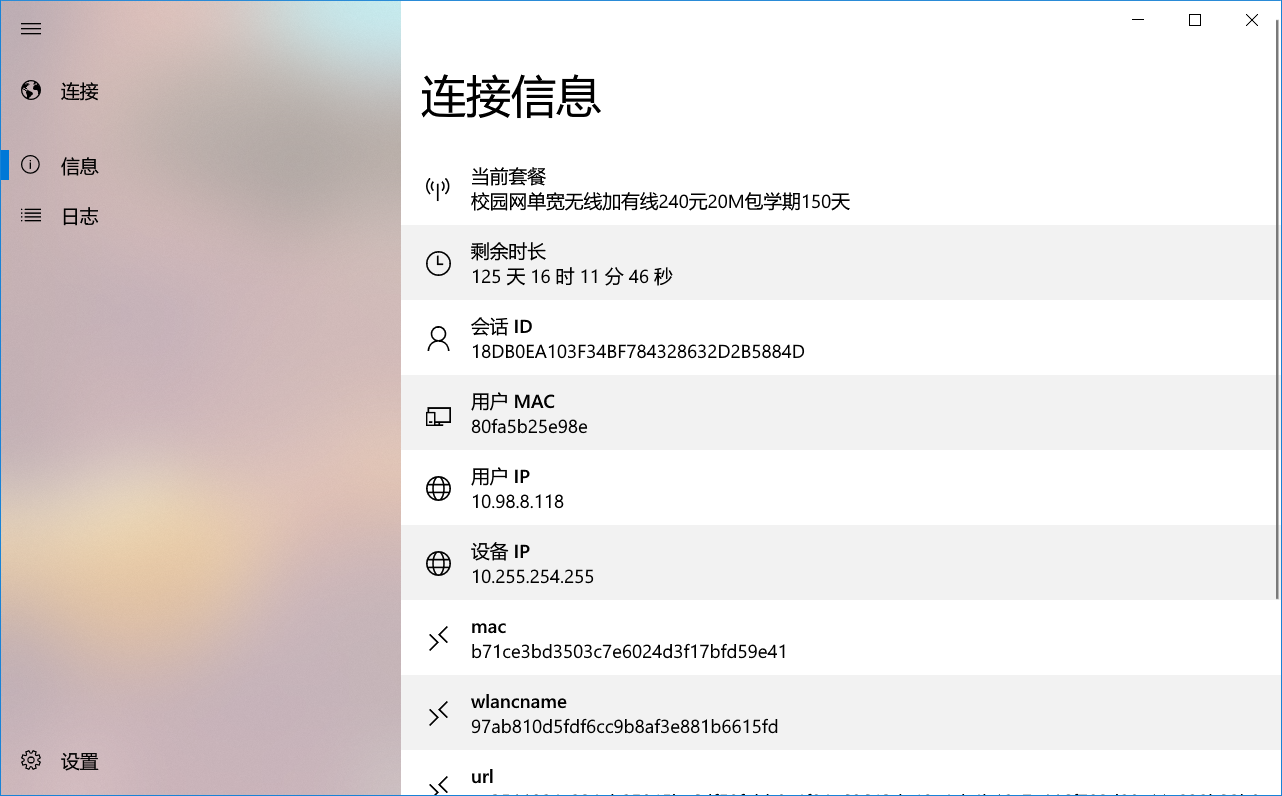 连接
信息
日志
设置
连接信息
当前套餐
校园网单宽无线加有线240元20M包学期150天
剩余时长
125 天 16 时 11 分 46 秒
会话 ID
18DB0EA103F34BF784328632D2B5884D
用户 MAC
80fa5b25e98e
用户 IP
10.98.8.118
设备 IP
10.255.254.255
mac
b71ce3bd3503c7e6024d3f17bfd59e41
wlancname
97ab810d5fdf6cc9b8af3e881b6615fd
url